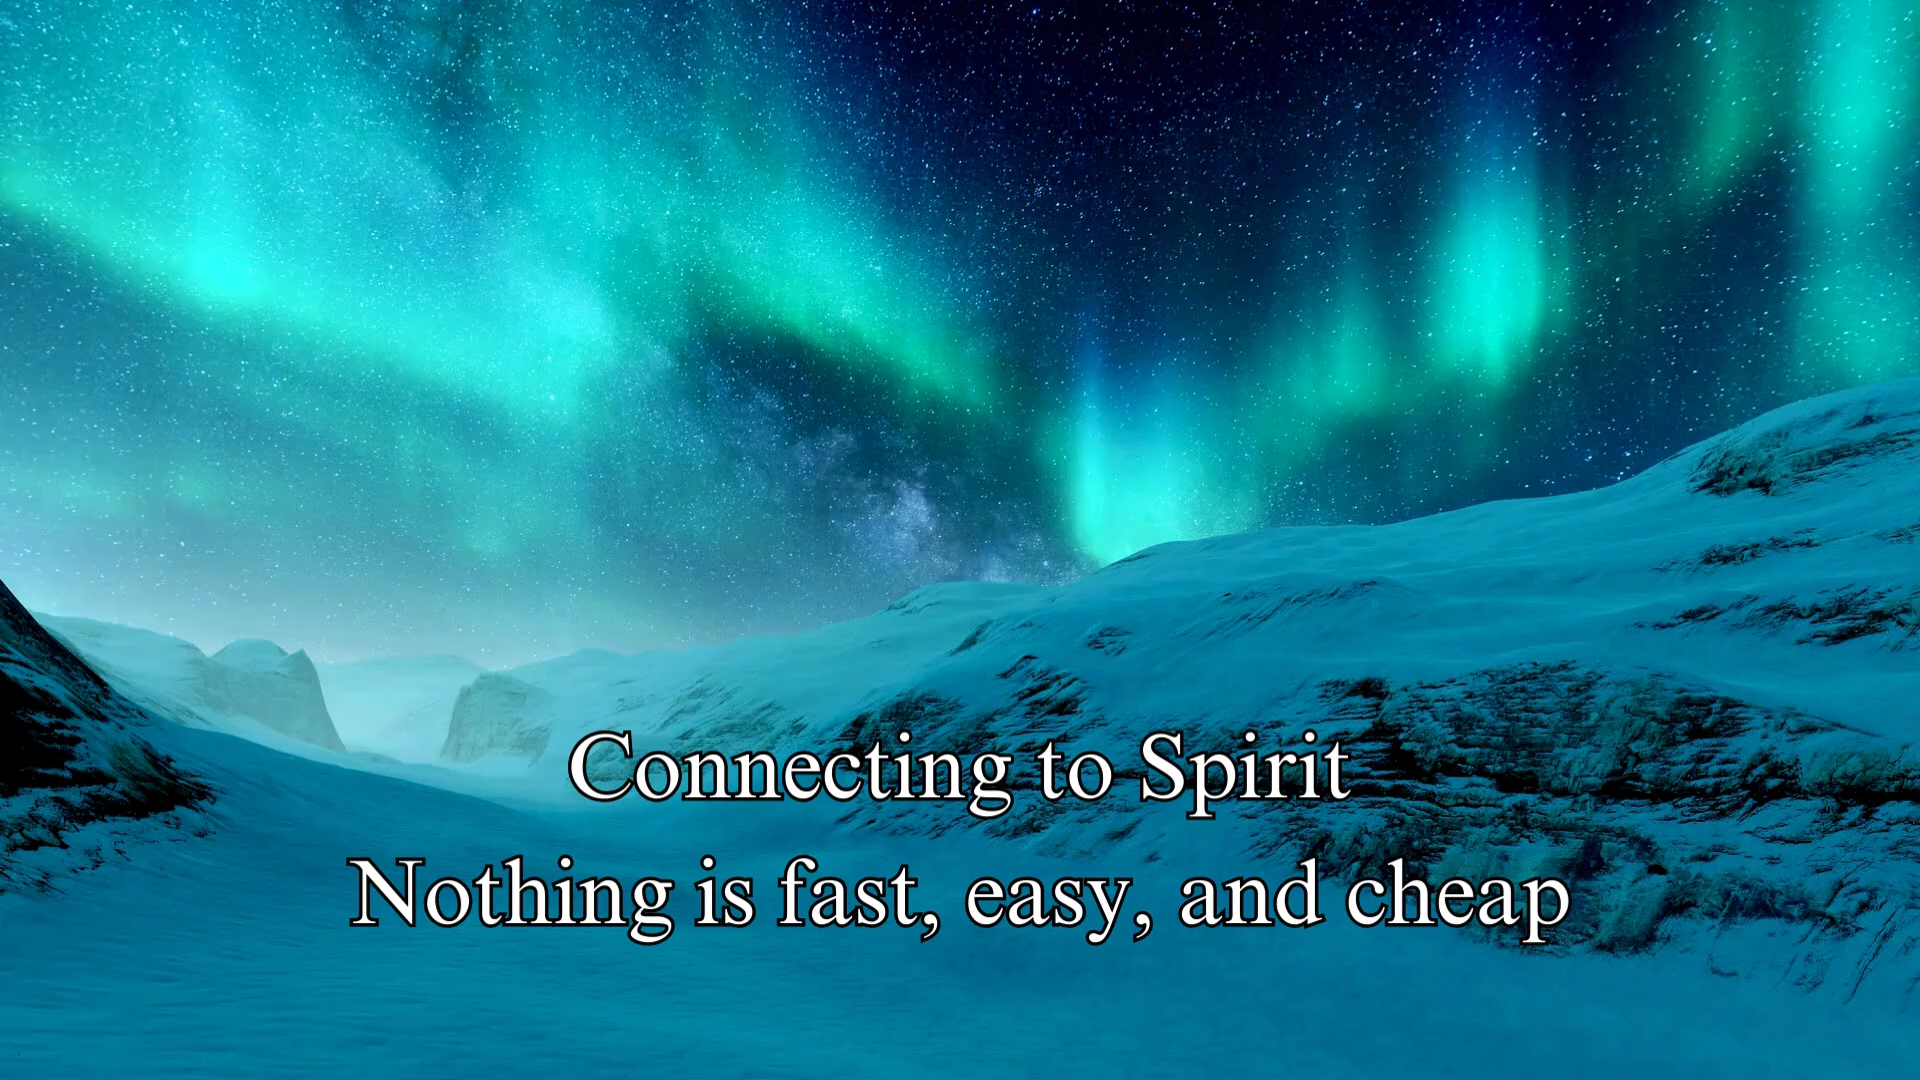 Connecting to Spirit
Nothing is fast, easy, and cheap